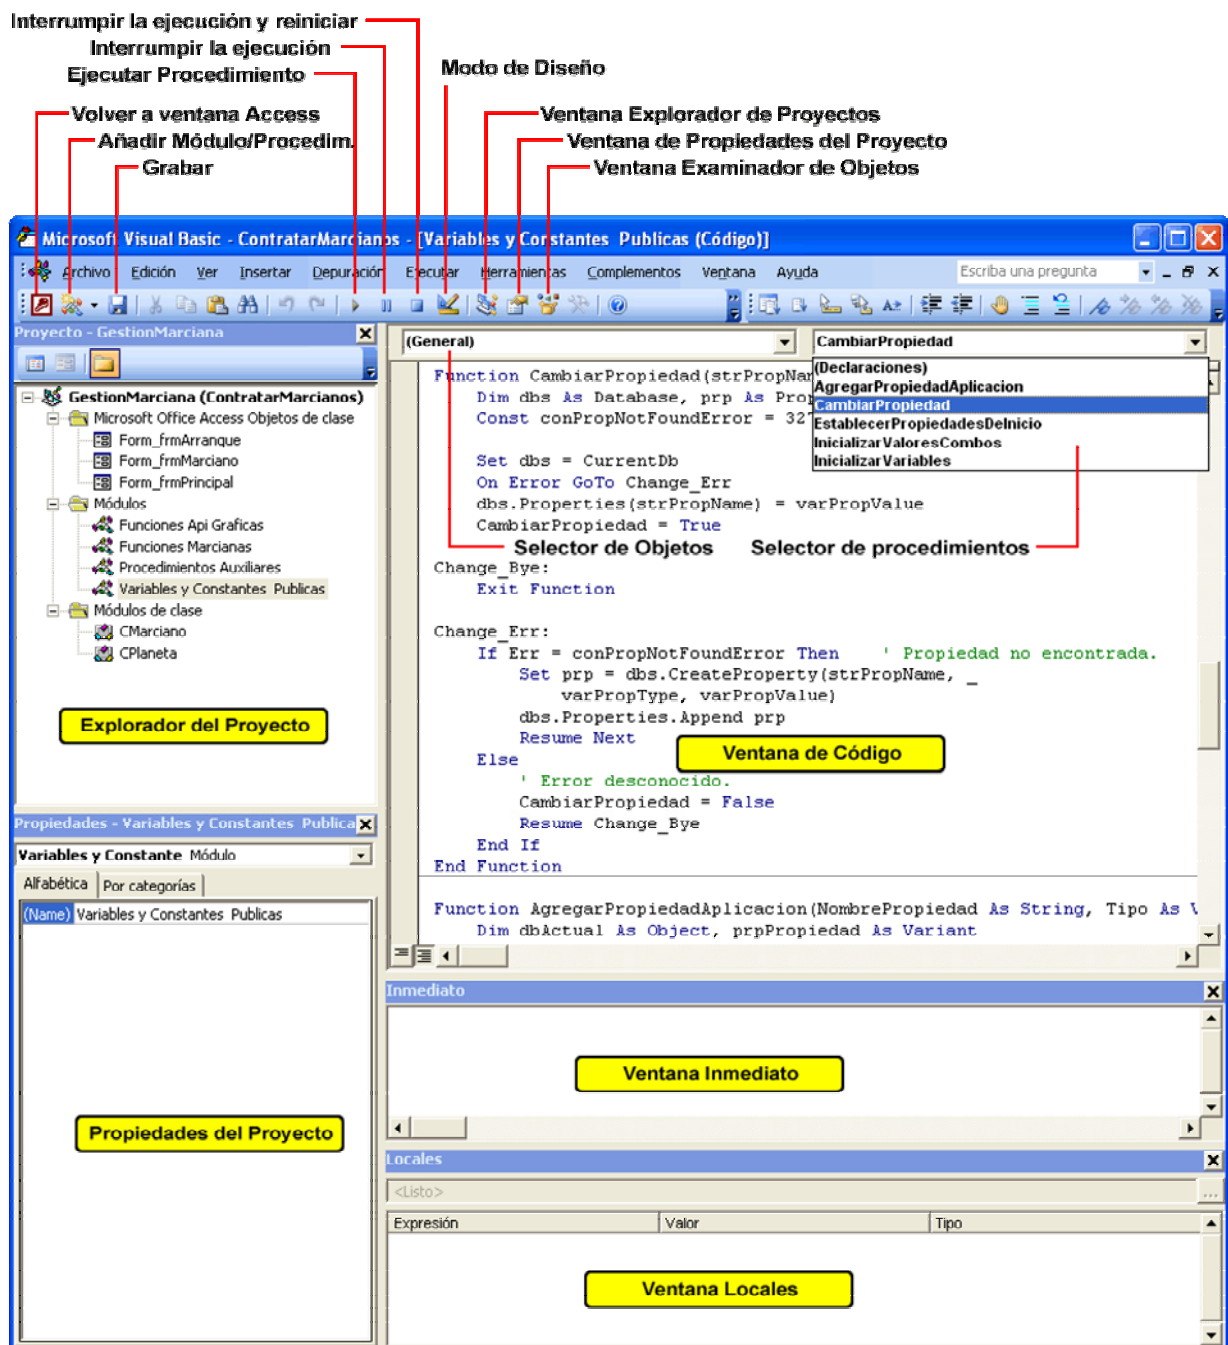 Interrumpir la ejecución y reiniciar
Interrumpir la ejecución
Ejecutar Procedimiento
Modo de Diseño
Volver a ventana Access
Añadir Módulo/Procedim.
Grabar
Ventana Explorador de Proyectos
Ventana de Propiedades del Proyecto
Ventana Examinador de Objetos
Microsoft Visual Basic - ContratarMarcianos - [Variables y Constantes Publicas (Código)]
Archivo Edición Ver Insertar Depuración Ejecutar Herramientas Complementos Ventana Ayuda Escriba una pregunta
Proyecto - GestionMarciana
GestionMarciana (ContratarMarcianos)
Microsoft Office Access Objetos de clase
Form_frmArranque
Form_frmMarciano
Form_frmPrincipal
Módulos
Funciones Api Graficas
Funciones Marcianas
Procedimientos Auxiliares
Variables y Constantes Publicas
Módulos de clase
CMarciano
CPlaneta
Explorador del Proyecto
Propiedades - Variables y Constantes Publica
Variables y Constante Módulo
Alfabética Por categorías
(Name) Variables y Constantes Publicas
Propiedades del Proyecto
(General) CambiarPropiedad
(Declaraciones)
AgregarPropiedadAplicacion
CambiarPropiedad
EstablecerPropiedadesDeInicio
InicializarValoresCombos
InicializarVariables
Function CambiarPropiedad(strPropNam
Dim dbs As Database, prp As Prop
Const conPropNotFoundError = 327
Set dbs = CurrentDb
On Error GoTo Change_Err
dbs.Properties(strPropName) = varPropValue
CambiarPropiedad = True
Selector de Objetos Selector de procedimientos
Change_Bye:
Exit Function
Change_Err:
If Err = conPropNotFoundError Then ' Propiedad no encontrada.
Set prp = dbs.CreateProperty(strPropName, _
varPropType, varPropValue)
dbs.Properties.Append prp
Resume Next
Ventana de Código
Else
' Error desconocido.
CambiarPropiedad = False
Resume Change_Bye
End If
End Function
Function AgregarPropiedadAplicacion(NombrePropiedad As String, Tipo As V
Dim dbActual As Object, prpPropiedad As Variant
Inmediato
Ventana Inmediato
Locales
<Listo>
Expresión Valor Tipo
Ventana Locales